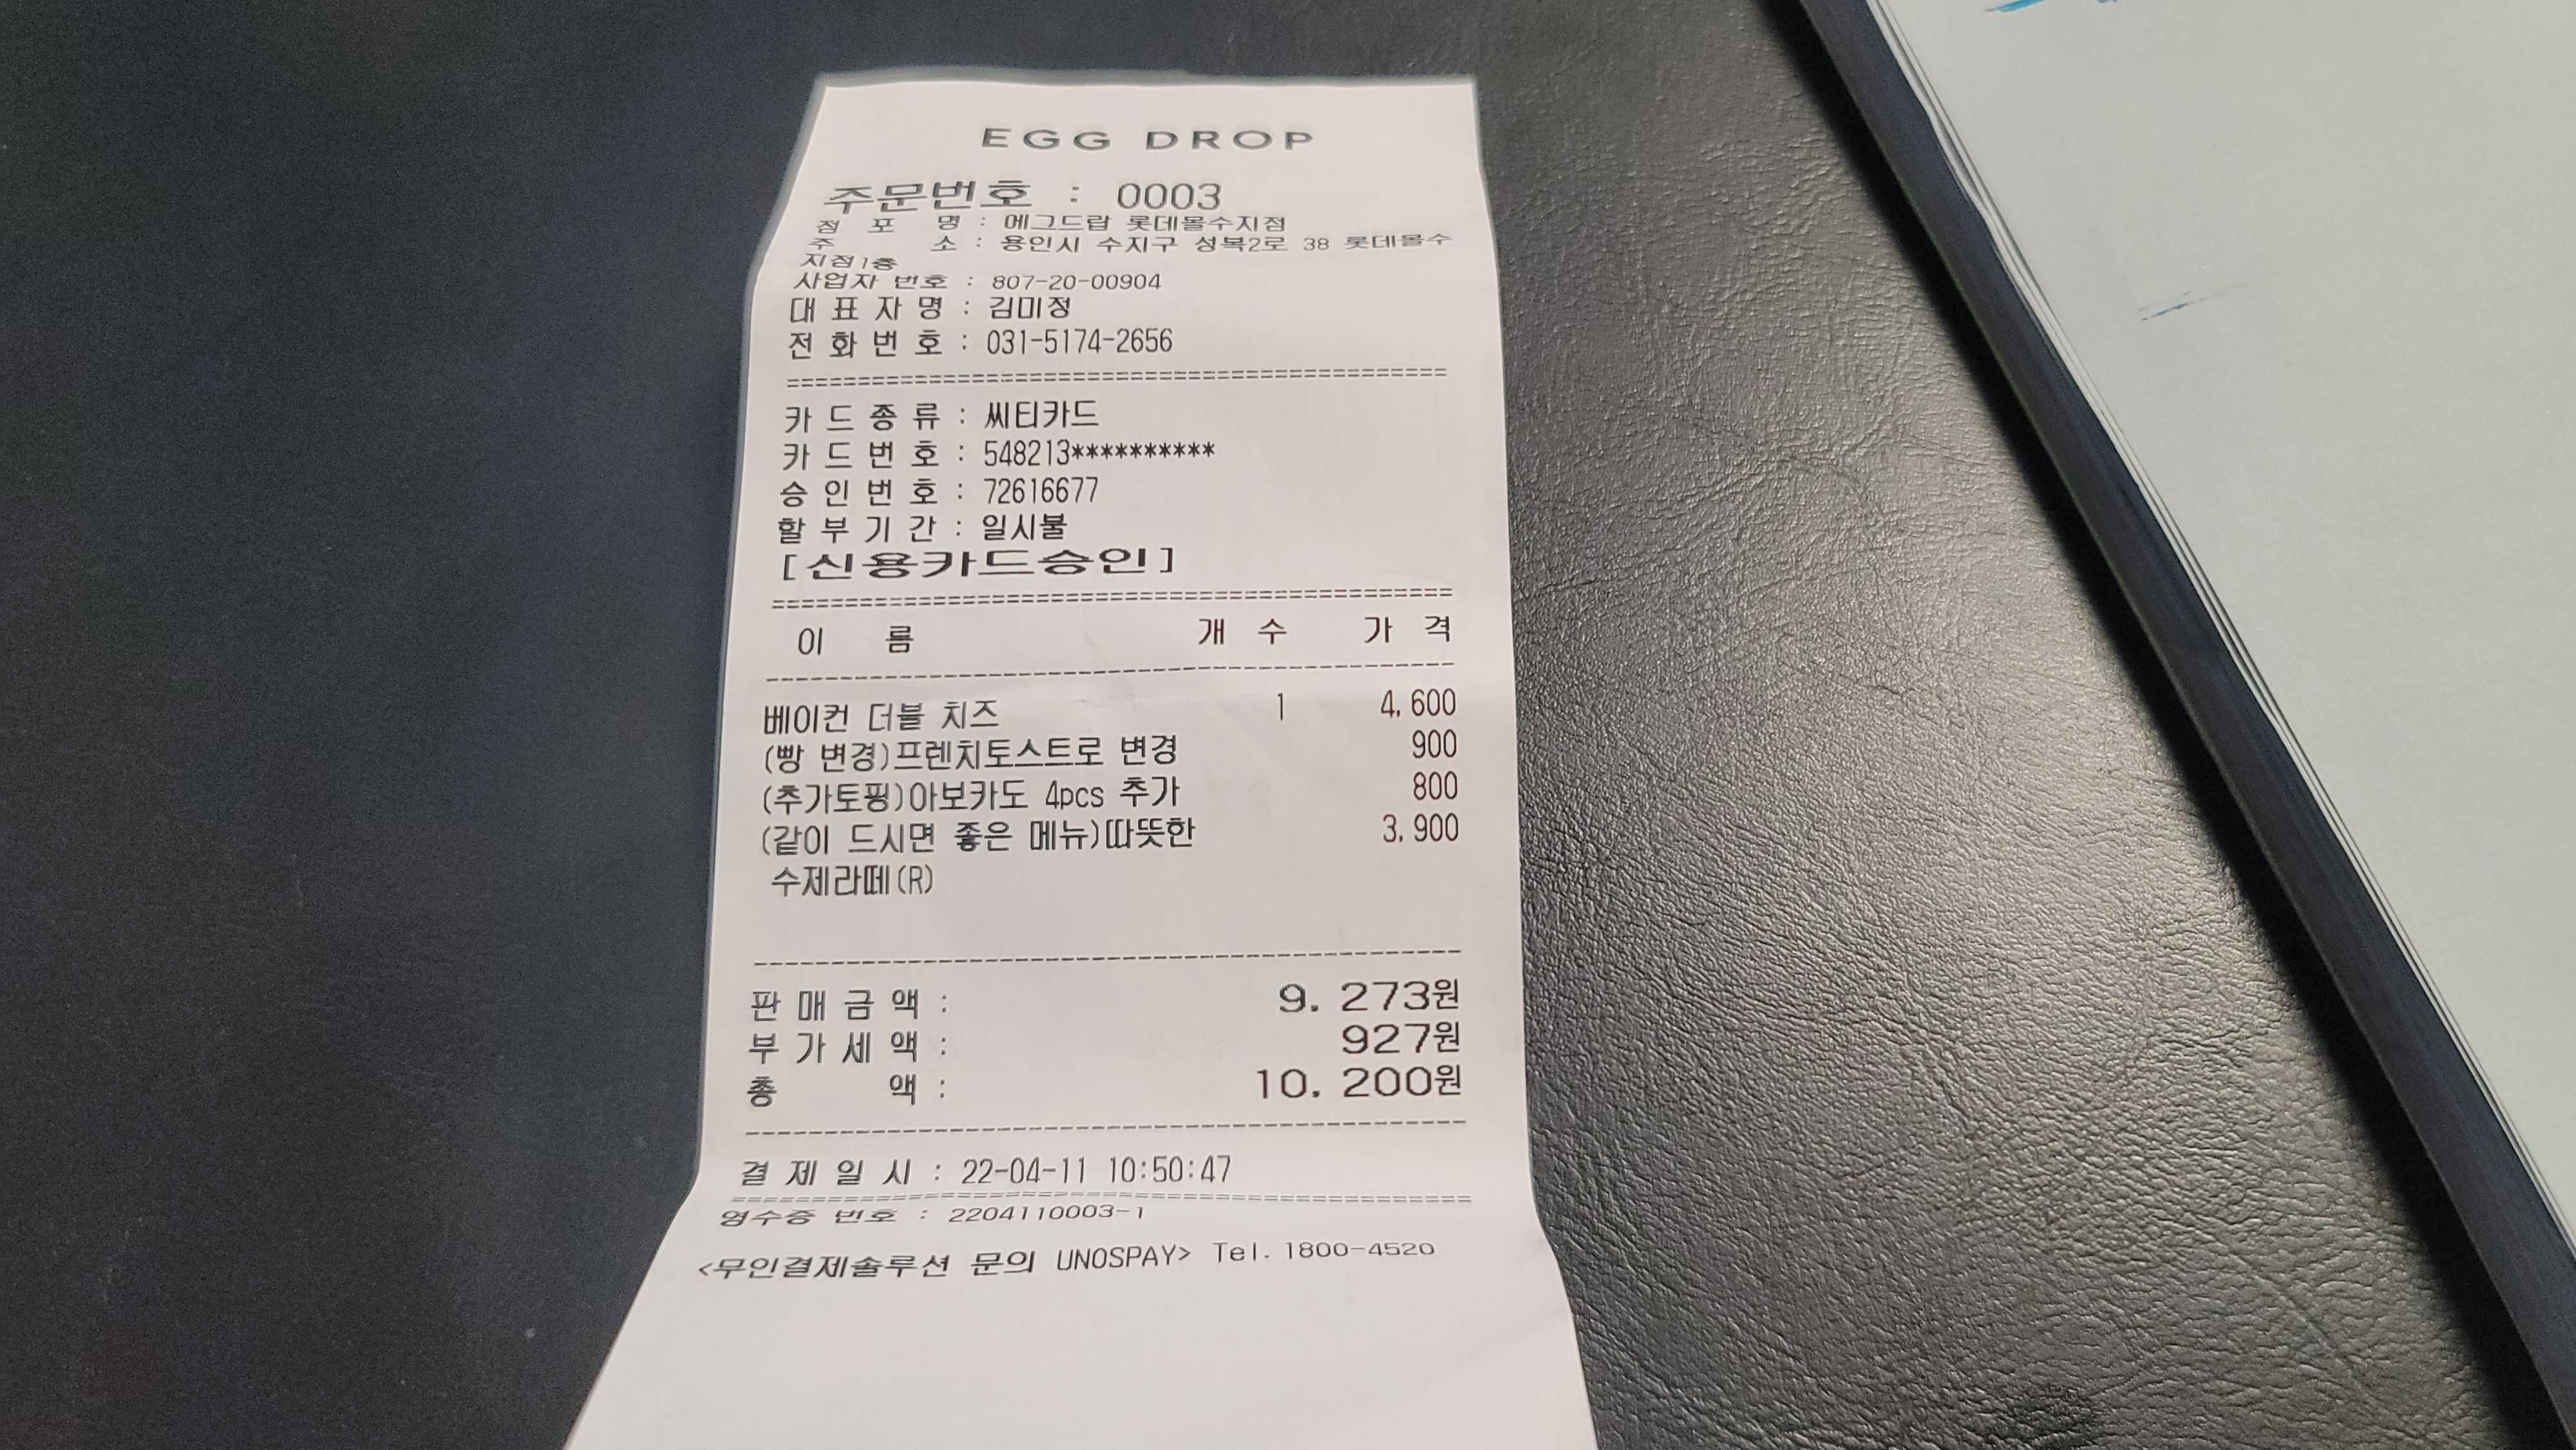 EGG DROP
주문번호 : 0003
점 포 명 : 에그드랍 롯데몰수지점
주 소 : 용인시 수지구 성복2로 38 롯데몰수
지점1층
사업자 번호 : 807-20-00904
대 표 자 명 : 김미정
전 화 번 호 : 031-5174-2656
===============================================
카 드 종 류 : 씨티카드
카 드 번 호 : 548213**********
승 인 번 호 : 72616677
할 부 기 간 : 일시불
[신용카드승인]
===============================================
이 름 개 수 가 격
-----------------------------------------------
베이컨 더블 치즈 1 4,600
(빵 변경)프렌치토스트로 변경 900
(추가토핑)아보카도 4pcs 추가 800
(같이 드시면 좋은 메뉴)따뜻한 3,900
수제라떼(R)
-----------------------------------------------
판 매 금 액 : 9,273원
부 가 세 액 : 927원
총 액 : 10,200원
-----------------------------------------------
결 제 일 시 : 22-04-11 10:50:47
===============================================
영수증 번호 : 2204110003-1
<무인결제솔루션 문의 UNOSPAY> Tel. 1800-4520